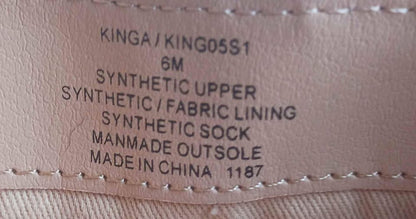 KINGA / KING05S1
6M
SYNTHETIC UPPER
SYNTHETIC / FABRIC LINING
SYNTHETIC SOCK
MANMADE OUTSOLE
MADE IN CHINA 1187